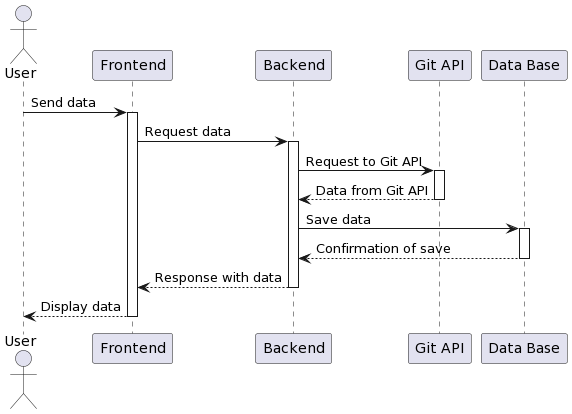 User
Frontend
Backend
Git API
Data Base
Send data
Request data
Request to Git API
Data from Git API
Save data
Confirmation of save
Response with data
Display data
User
Frontend
Backend
Git API
Data Base